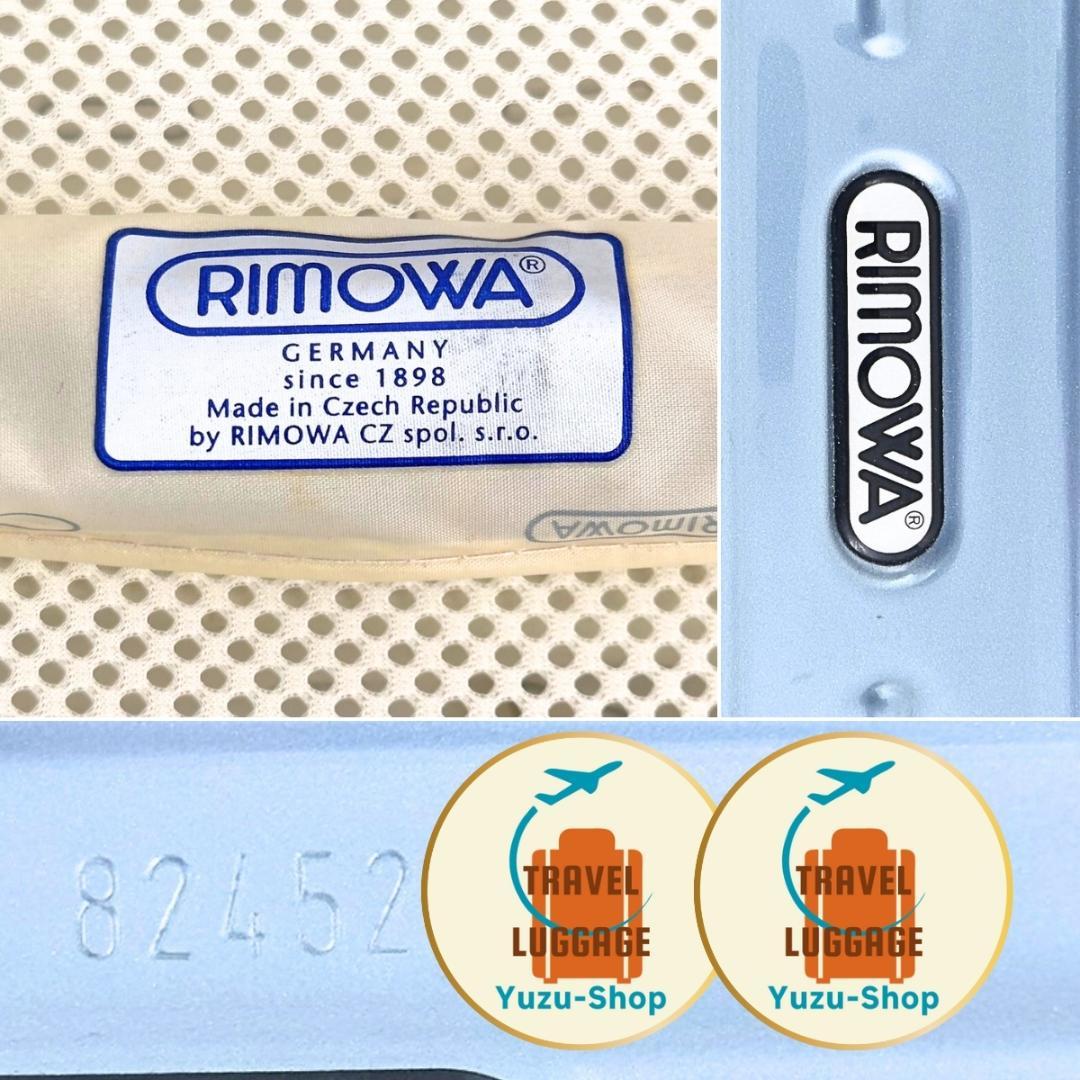 RIMOWA®
GERMANY
since 1898
Made in Czech Republic
by RIMOWA CZ spol. s.r.o.
RIMOWA
RIMOWA®
82452
TRAVEL
LUGGAGE
Yuzu-Shop
TRAVEL
LUGGAGE
Yuzu-Shop